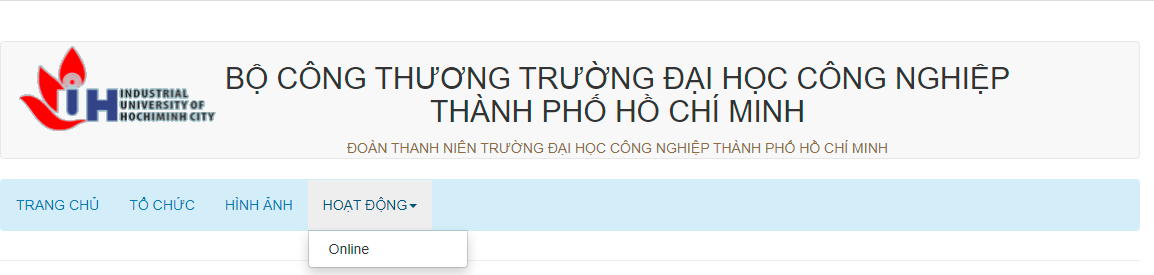 IUH INDUSTRIAL
UNIVERSITY OF
HOCHIMINH CITY
BỘ CÔNG THƯƠNG TRƯỜNG ĐẠI HỌC CÔNG NGHIỆP
THÀNH PHỐ HỒ CHÍ MINH
ĐOÀN THANH NIÊN TRƯỜNG ĐẠI HỌC CÔNG NGHIỆP THÀNH PHỐ HỒ CHÍ MINH
TRANG CHỦ TỔ CHỨC HÌNH ẢNH HOẠT ĐỘNG
Online